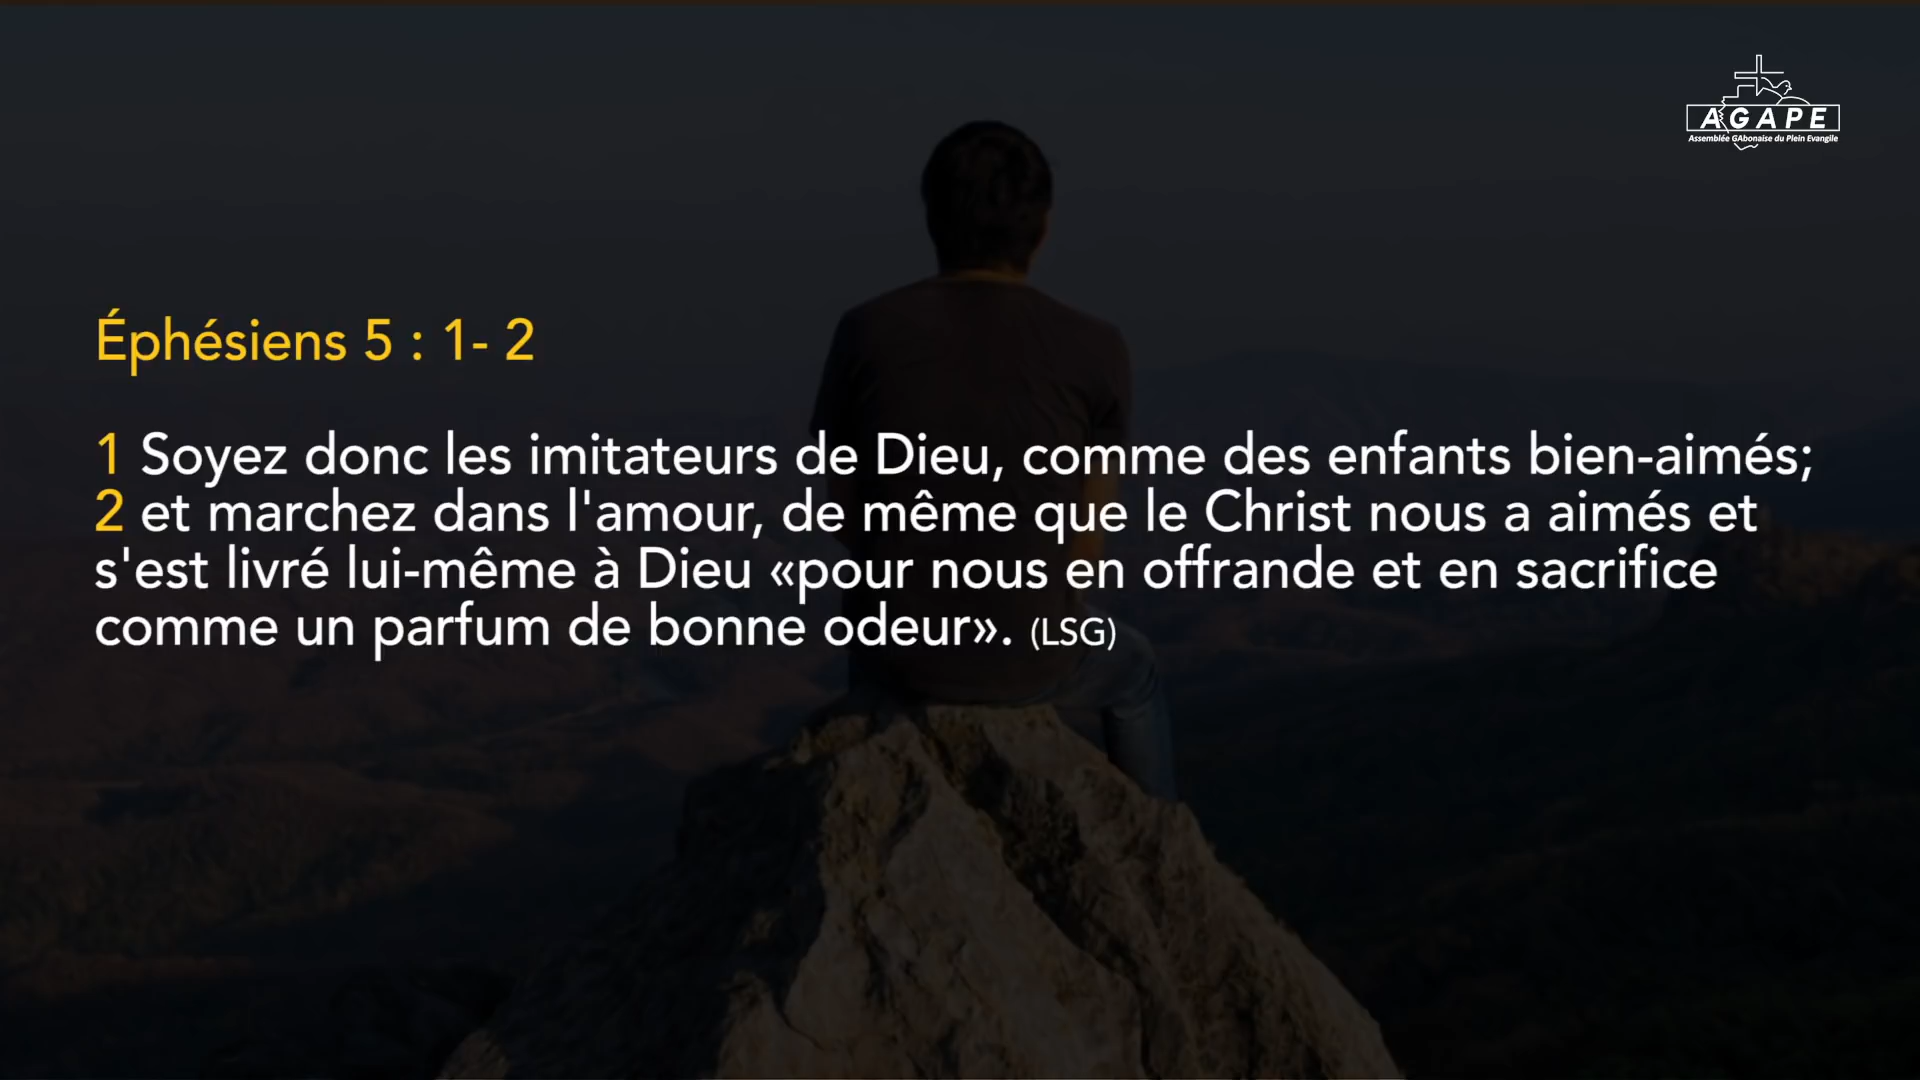 AGAPE
Assemblée GAbonaise du Plein Evangile
Éphésiens 5 : 1- 2
1 Soyez donc les imitateurs de Dieu, comme des enfants bien-aimés;
2 et marchez dans l'amour, de même que le Christ nous a aimés et
s'est livré lui-même à Dieu «pour nous en offrande et en sacrifice
comme un parfum de bonne odeur». (LSG)